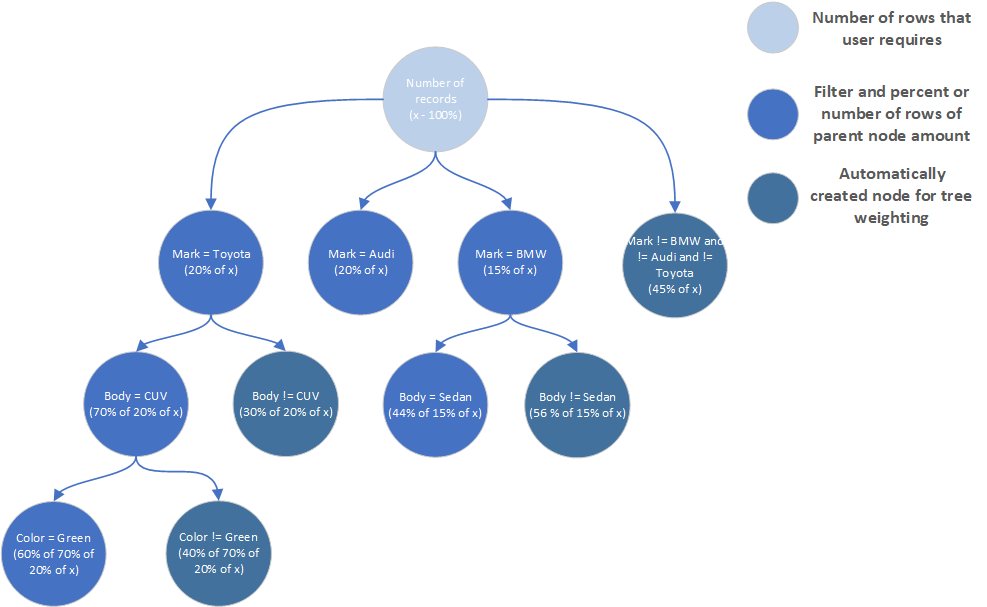 Number of rows that
user requires
Number of
records
(x - 100%)
Filter and percent or
number of rows of
parent node amount
Automatically
created node for tree
weighting
Mark = Toyota
(20% of x)
Mark = Audi
(20% of x)
Mark = BMW
(15% of x)
Mark != BMW and
!= Audi and !=
Toyota
(45% of x)
Body = CUV
(70% of 20% of x)
Body != CUV
(30% of 20% of x)
Body = Sedan
(44% of 15% of x)
Body != Sedan
(56 % of 15% of x)
Color = Green
(60% of 70% of
20% of x)
Color != Green
(40% of 70% of
20% of x)